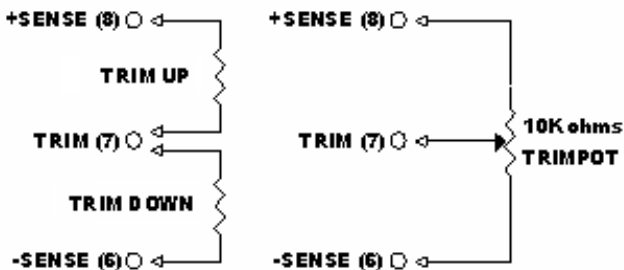 +SENSE (8)
TRIM UP
TRIM (7)
TRIM DOWN
-SENSE (6)
+SENSE (8)
10K ohms
TRIM (7)
TRIMPOT
-SENSE (6)